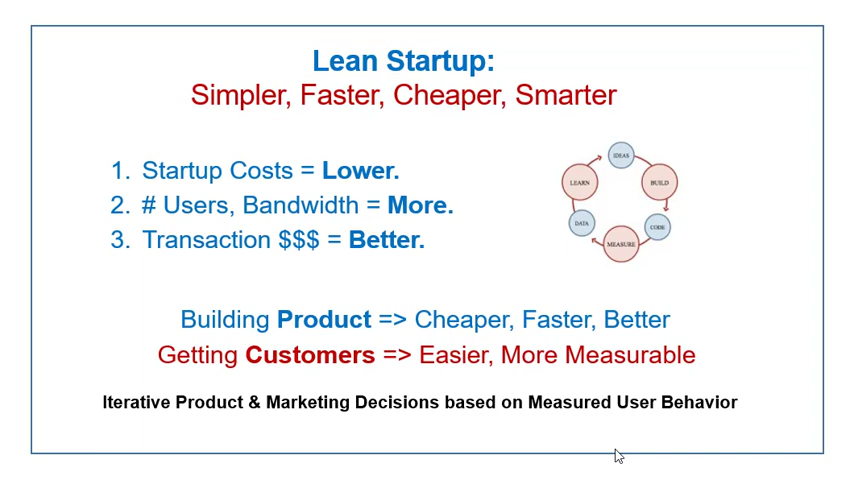 Lean Startup:
Simpler, Faster, Cheaper, Smarter
1. Startup Costs = Lower.
2. # Users, Bandwidth = More.
3. Transaction $$$ = Better.
IDEAS
BUILD
CODE
MEASURE
DATA
LEARN
Building Product => Cheaper, Faster, Better
Getting Customers => Easier, More Measurable
Iterative Product & Marketing Decisions based on Measured User Behavior